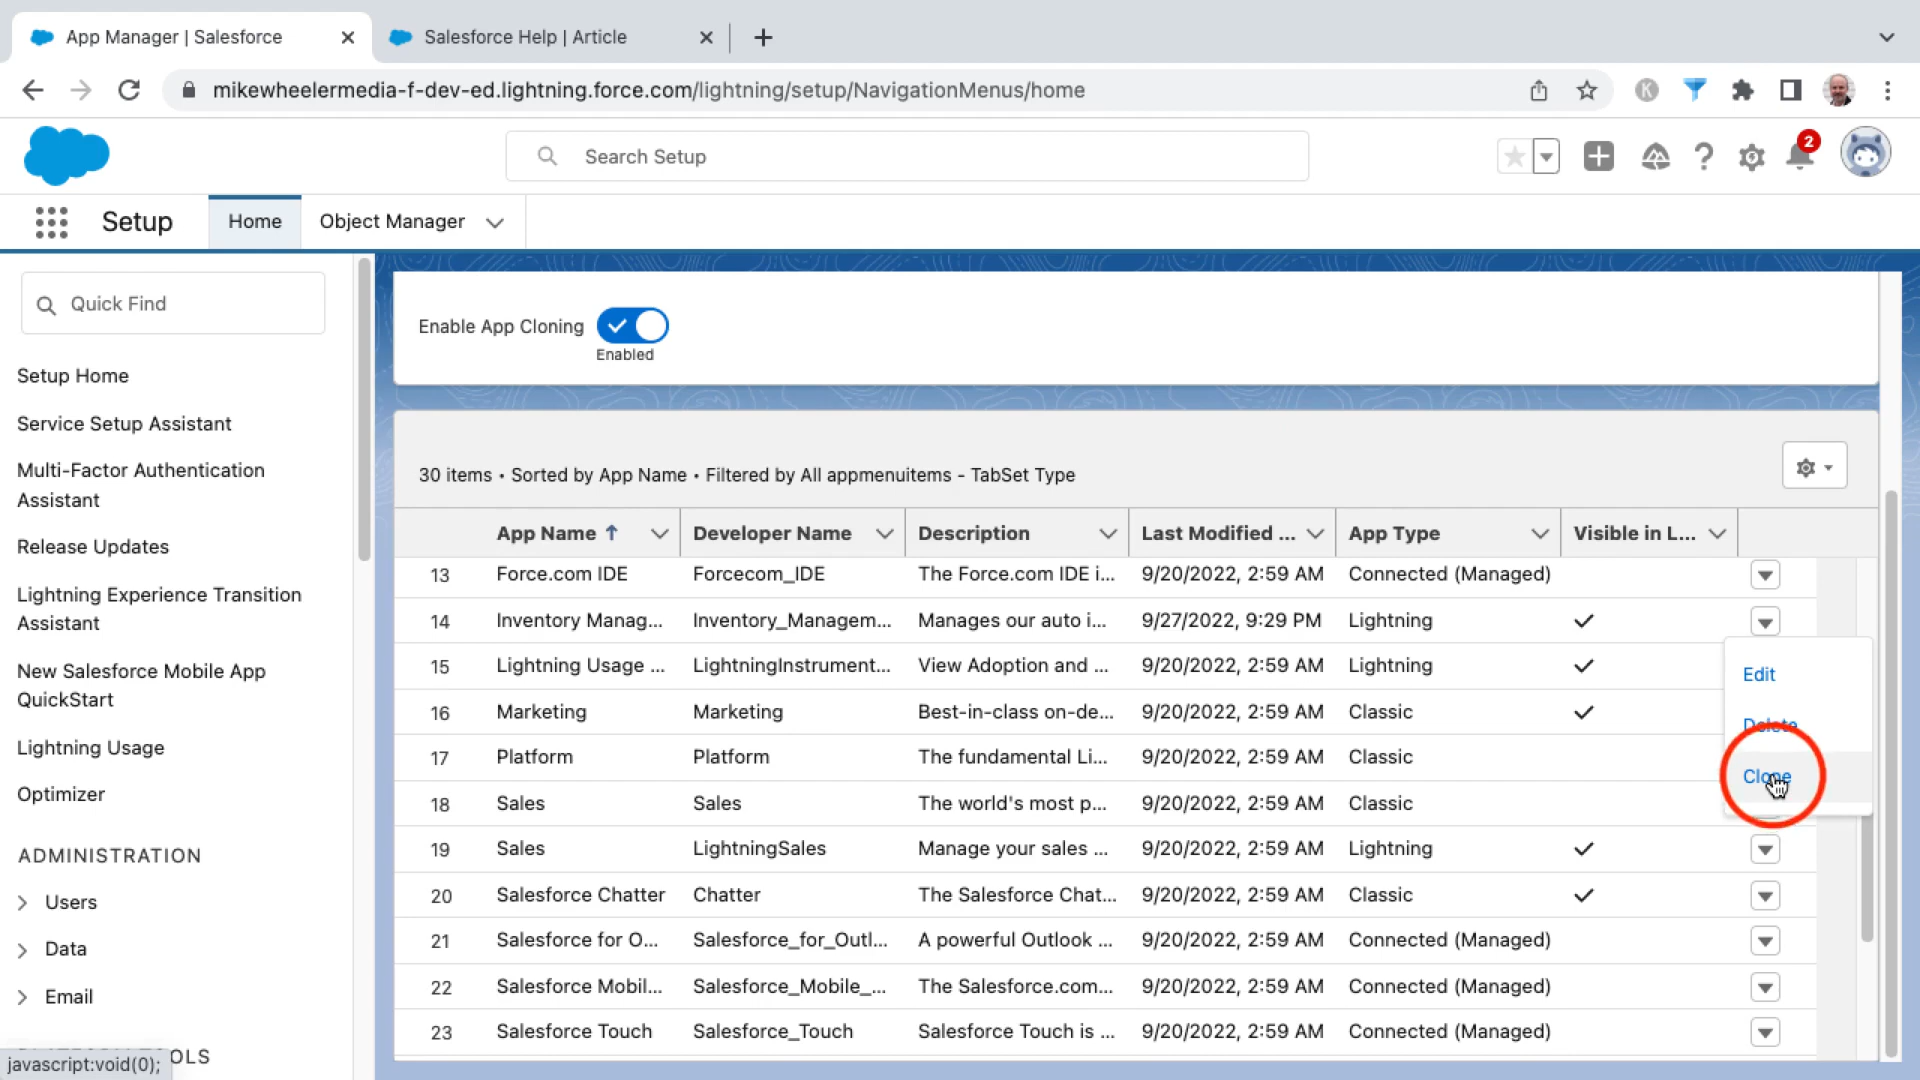 App Manager | Salesforce
Salesforce Help | Article
mikewheelermedia-f-dev-ed.lightning.force.com/lightning/setup/NavigationMenus/home
K
Search Setup
2
Setup
Home
Object Manager
Quick Find
Setup Home
Service Setup Assistant
Multi-Factor Authentication
Assistant
Release Updates
Lightning Experience Transition
Assistant
New Salesforce Mobile App
QuickStart
Lightning Usage
Optimizer
ADMINISTRATION
Users
Data
Email
OLS
javascript:void(0);
Enable App Cloning
Enabled
30 items • Sorted by App Name • Filtered by All appmenuitems - TabSet Type
App Name Developer Name Description Last Modified ... App Type Visible in L...
13 Force.com IDE Forcecom_IDE The Force.com IDE i... 9/20/2022, 2:59 AM Connected (Managed)
14 Inventory Manag... Inventory_Managem... Manages our auto i... 9/27/2022, 9:29 PM Lightning
15 Lightning Usage ... LightningInstrument... View Adoption and ... 9/20/2022, 2:59 AM Lightning
16 Marketing Marketing Best-in-class on-de... 9/20/2022, 2:59 AM Classic
17 Platform Platform The fundamental Li... 9/20/2022, 2:59 AM Classic
18 Sales Sales The world's most p... 9/20/2022, 2:59 AM Classic
19 Sales LightningSales Manage your sales ... 9/20/2022, 2:59 AM Lightning
20 Salesforce Chatter Chatter The Salesforce Chat... 9/20/2022, 2:59 AM Classic
21 Salesforce for O... Salesforce_for_Outl... A powerful Outlook ... 9/20/2022, 2:59 AM Connected (Managed)
22 Salesforce Mobil... Salesforce_Mobile_... The Salesforce.com... 9/20/2022, 2:59 AM Connected (Managed)
23 Salesforce Touch Salesforce_Touch Salesforce Touch is ... 9/20/2022, 2:59 AM Connected (Managed)
Edit
Delete
Clone